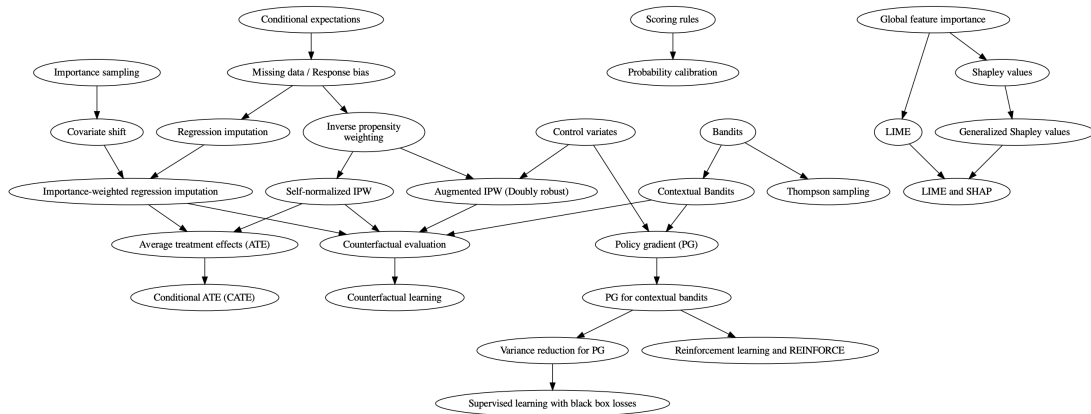 Conditional expectations
Scoring rules
Global feature importance
Importance sampling
Missing data / Response bias
Probability calibration
Shapley values
Covariate shift
Regression imputation
Inverse propensity
weighting
Control variates
Bandits
LIME
Generalized Shapley values
Importance-weighted regression imputation
Self-normalized IPW
Augmented IPW (Doubly robust)
Contextual Bandits
Thompson sampling
LIME and SHAP
Average treatment effects (ATE)
Counterfactual evaluation
Policy gradient (PG)
Conditional ATE (CATE)
Counterfactual learning
PG for contextual bandits
Variance reduction for PG
Reinforcement learning and REINFORCE
Supervised learning with black box losses